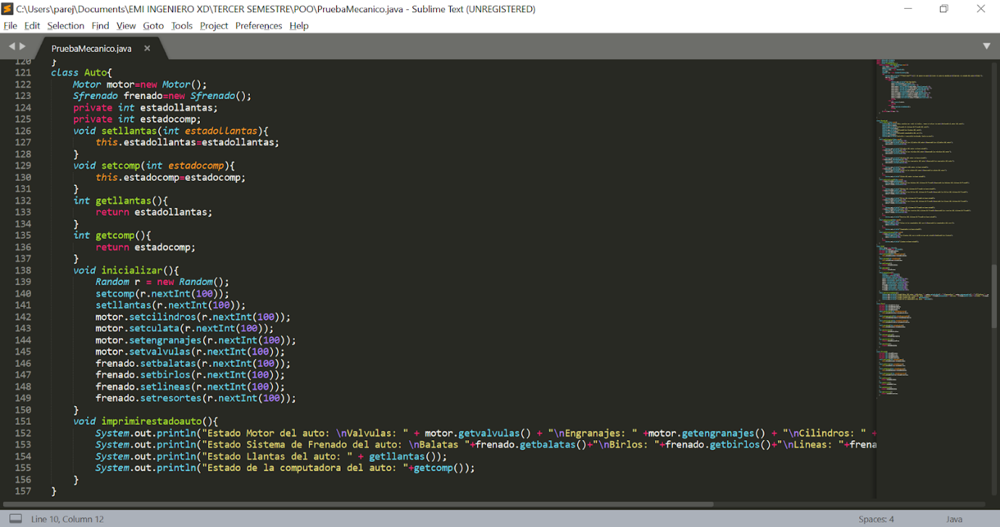 C:\Users\parej\Documents\EMI INGENIERO XD\TERCER SEMESTRE\POO\PruebaMecanico.java - Sublime Text (UNREGISTERED)
File Edit Selection Find View Goto Tools Project Preferences Help
PruebaMecanico.java
120 }
121 class Auto{
122 Motor motor=new Motor();
123 Sfrenado frenado=new Sfrenado();
124 private int estadollantas;
125 private int estadocomp;
126 void setllantas(int estadollantas){
127 this.estadollantas=estadollantas;
128 }
129 void setcomp(int estadocomp){
130 this.estadocomp=estadocomp;
131 }
132 int getllantas(){
133 return estadollantas;
134 }
135 int getcomp(){
136 return estadocomp;
137 }
138 void inicializar(){
139 Random r = new Random();
140 setcomp(r.nextInt(100));
141 setllantas(r.nextInt(100));
142 motor.setcilindros(r.nextInt(100));
143 motor.setculata(r.nextInt(100));
144 motor.setengranajes(r.nextInt(100));
145 motor.setvalvulas(r.nextInt(100));
146 frenado.setbalatas(r.nextInt(100));
147 frenado.setbirlos(r.nextInt(100));
148 frenado.setlineas(r.nextInt(100));
149 frenado.setresortes(r.nextInt(100));
150 }
151 void imprimirestadoauto(){
152 System.out.println("Estado Motor del auto: \nValvulas: " + motor.getvalvulas() + "\nEngranajes: " +motor.getengranajes() + "\nCilindros: " +
153 System.out.println("Estado Sistema de Frenado del auto: \nBalatas "+frenado.getbalatas()+"\nBirlos: "+frenado.getbirlos()+"\nLineas: "+frena
154 System.out.println("Estado Llantas del auto: " + getllantas());
155 System.out.println("Estado de la computadora del auto: "+getcomp());
156 }
157 }
Line 10, Column 12 Spaces: 4 Java